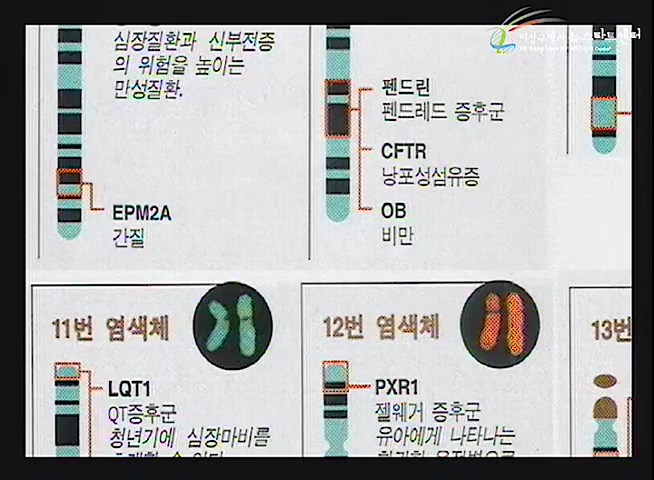 심장질환과 신부전증
의 위험을 높이는
만성질환.
EPM2A
간질
펜드린
펜드레드 증후군
CFTR
낭포성섬유증
OB
비만
11번 염색체
LQT1
QT증후군
청년기에 심장마비를
12번 염색체
PXR1
젤웨거 증후군
유아에게 나타나는
13번